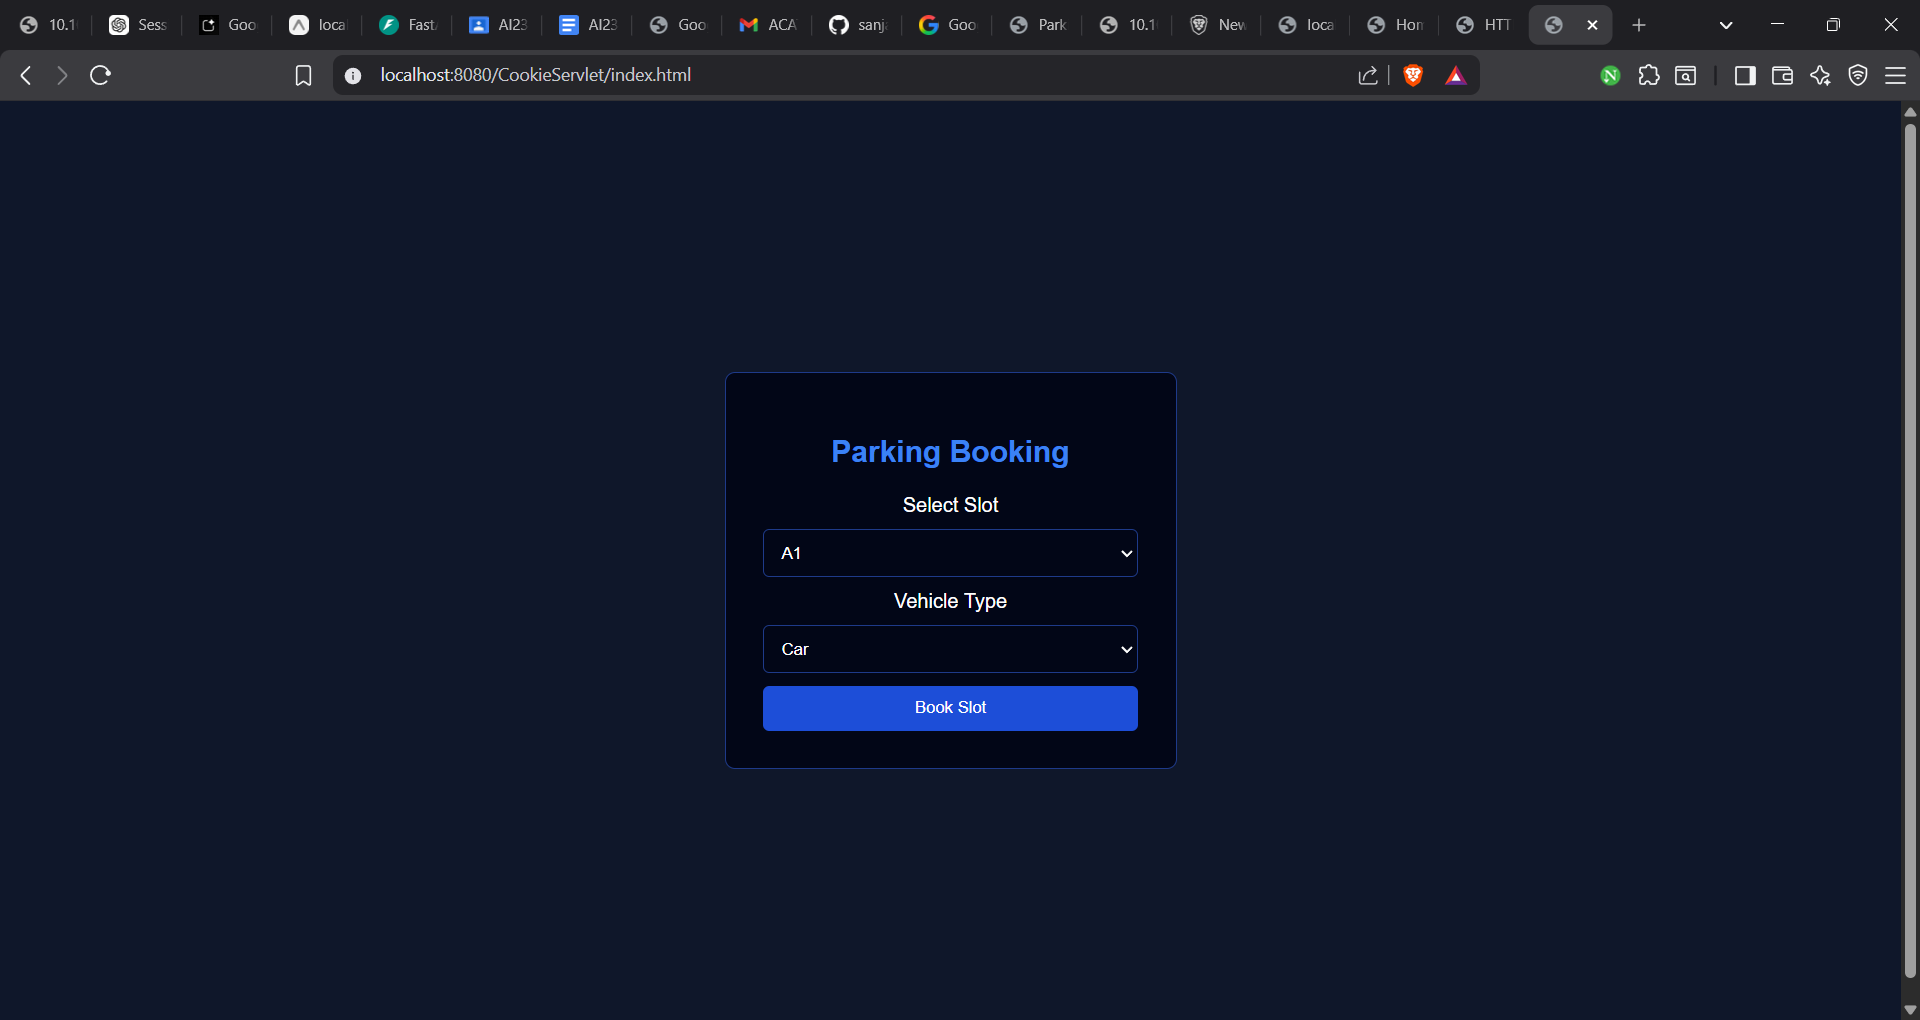 10.1
Sess
Goo
loca
Fast
AI23
AI23
Goo
ACA
sanj
Goo
Park
10.1
New
loca
Hon
HTT
localhost:8080/CookieServlet/index.html
N
Parking Booking
Select Slot
A1
Vehicle Type
Car
Book Slot